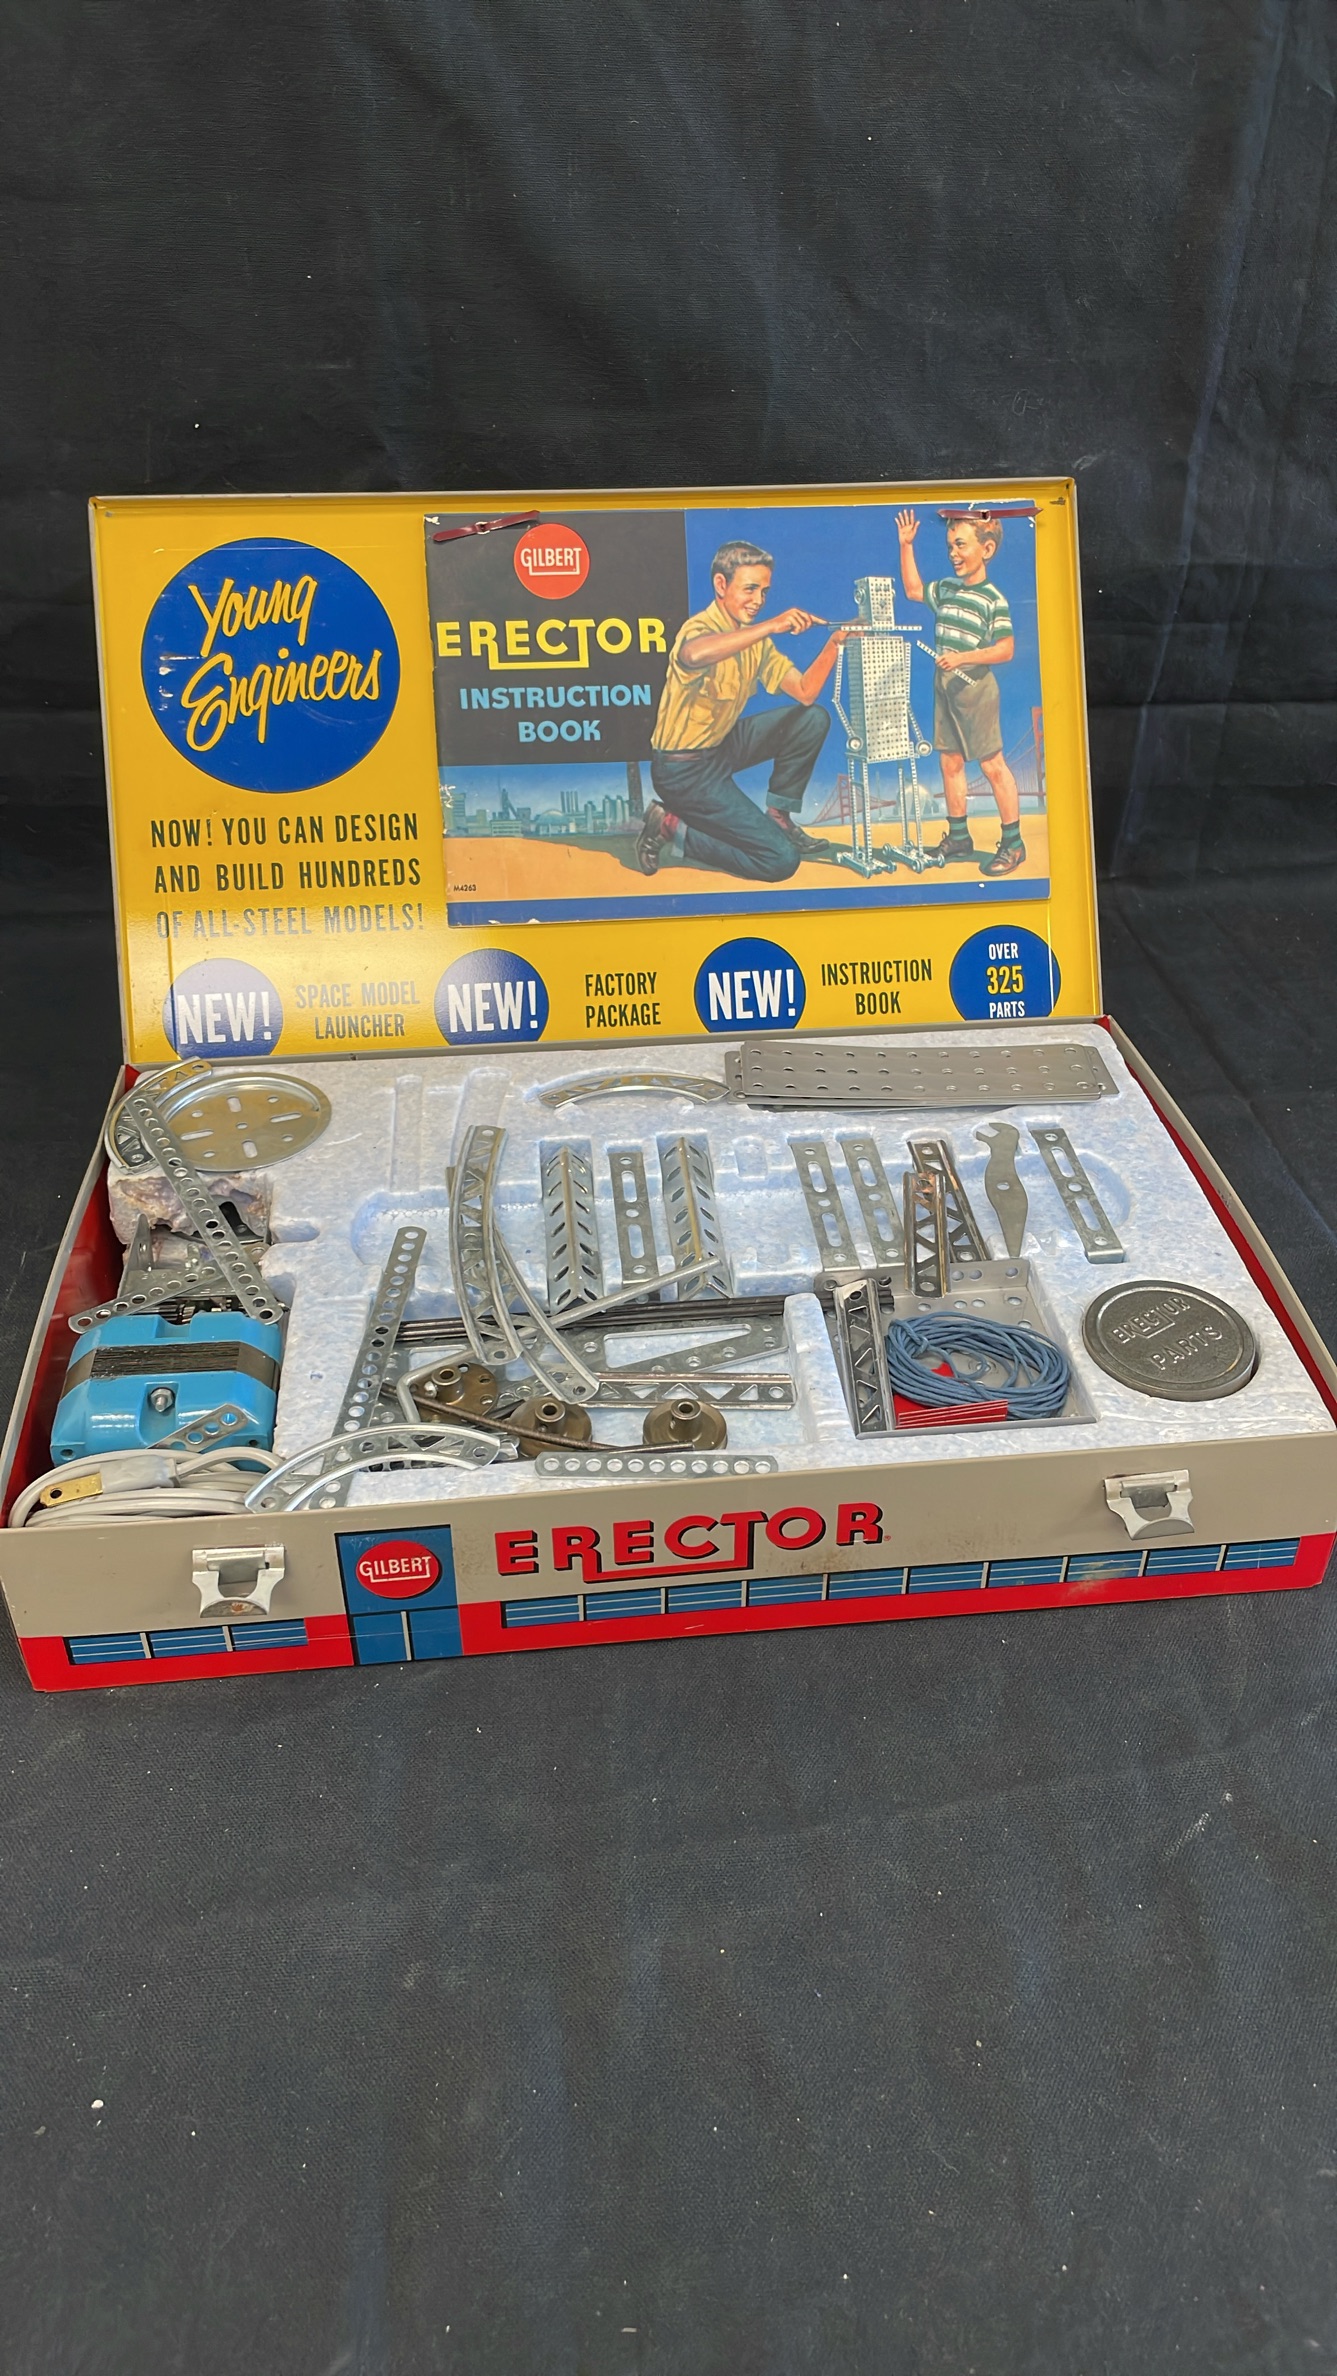 Young
Engineers
NOW! YOU CAN DESIGN
AND BUILD HUNDREDS
OF ALL-STEEL MODELS!
GILBERT
ERECTOR
INSTRUCTION
BOOK
M4263
NEW!
SPACE MODEL
LAUNCHER
NEW!
FACTORY
PACKAGE
NEW!
INSTRUCTION
BOOK
OVER
325
PARTS
ERECTOR
PARTS
GILBERT
ERECTOR